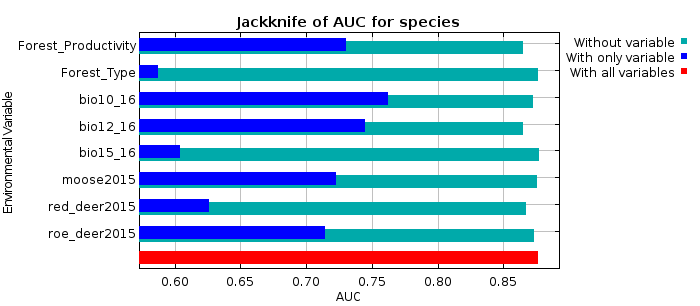 Jackknife of AUC for species
Environmental Variable
Forest_Productivity
Forest_Type
bio10_16
bio12_16
bio15_16
moose2015
red_deer2015
roe_deer2015
0.60 0.65 0.70 0.75 0.80 0.85
AUC
Without variable
With only variable
With all variables